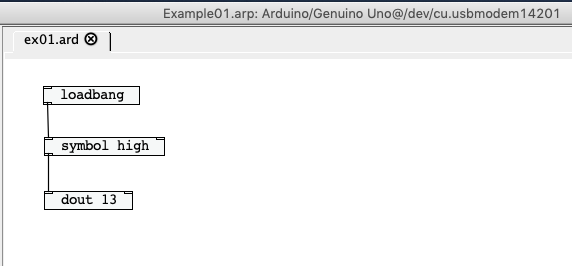 Example01.arp: Arduino/Genuino Uno@/dev/cu.usbmodem14201
ex01.ard
loadbang
symbol high
dout 13